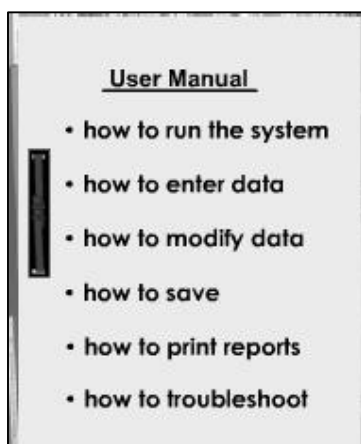 User Manual
• how to run the system
• how to enter data
• how to modify data
• how to save
• how to print reports
• how to troubleshoot